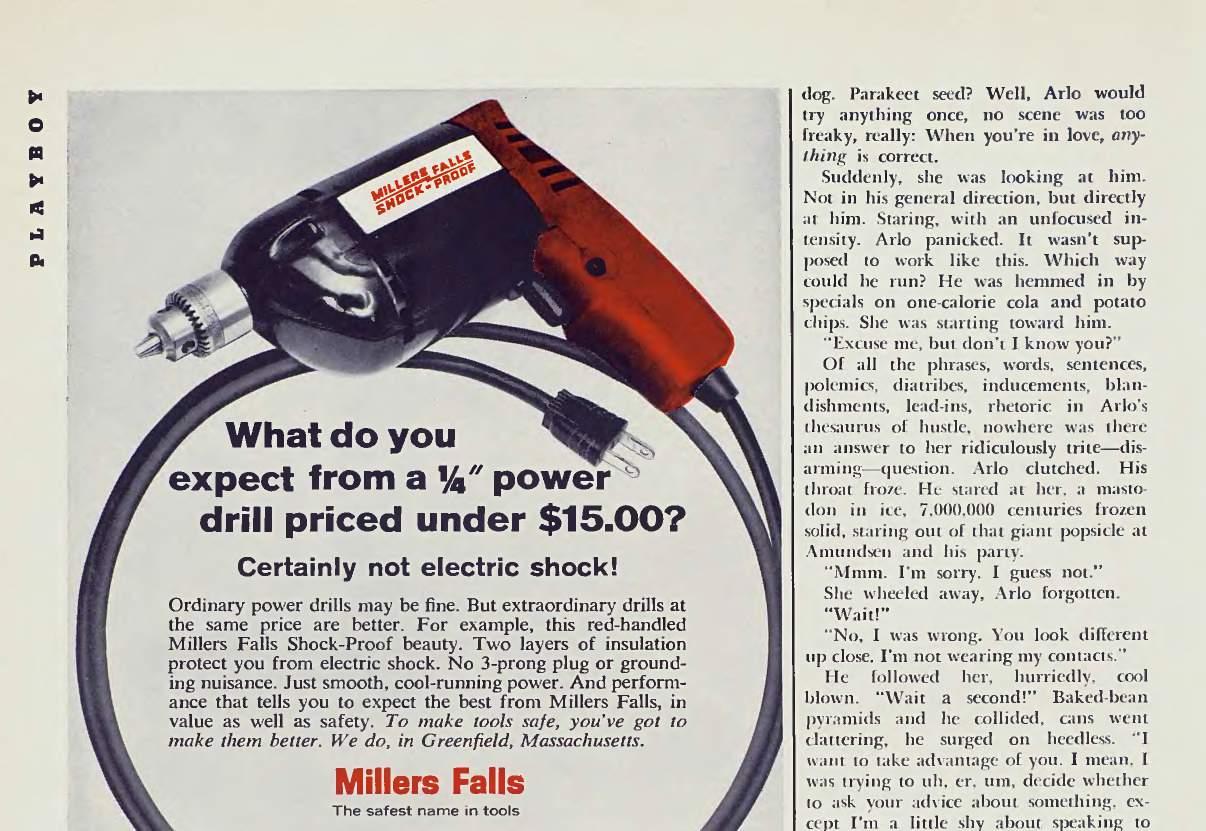 PLAYBOY
MILLERS FALLS
SHOCK-PROOF
What do you
expect from a ¼″ power
drill priced under $15.00?
Certainly not electric shock!
Ordinary power drills may be fine. But extraordinary drills at
the same price are better. For example, this red-handled
Millers Falls Shock-Proof beauty. Two layers of insulation
protect you from electric shock. No 3-prong plug or ground-
ing nuisance. Just smooth, cool-running power. And perform-
ance that tells you to expect the best from Millers Falls, in
value as well as safety. To make tools safe, you've got to
make them better. We do, in Greenfield, Massachusetts.
Millers Falls
The safest name in tools
dog. Parakeet seed? Well, Arlo would
try anything once, no scene was too
freaky, really: When you're in love, any-
thing is correct.
Suddenly, she was looking at him.
Not in his general direction, but directly
at him. Staring, with an unfocused in-
tensity. Arlo panicked. It wasn't sup-
posed to work like this. Which way
could he run? He was hemmed in by
specials on one-calorie cola and potato
chips. She was starting toward him.
"Excuse me, but don't I know you?"
Of all the phrases, words, sentences,
polemics, diatribes, inducements, blan-
dishments, lead-ins, rhetoric in Arlo's
thesaurus of hustle, nowhere was there
an answer to her ridiculously trite—dis-
arming—question. Arlo clutched. His
throat froze. He stared at her, a masto-
don in ice, 7,000,000 centuries frozen
solid, staring out of that giant popsicle at
Amundsen and his party.
"Mmm. I'm sorry, I guess not."
She wheeled away, Arlo forgotten.
"Wait!"
"No, I was wrong. You look different
up close. I'm not wearing my contacts."
He followed her, hurriedly, cool
blown. "Wait a second!" Baked-bean
pyramids and he collided, cans went
clattering, he surged on heedless. "I
want to take advantage of you. I mean, I
was trying to uh, er, um, decide whether
to ask your advice about something, ex-
cept I'm a little shy about speaking to